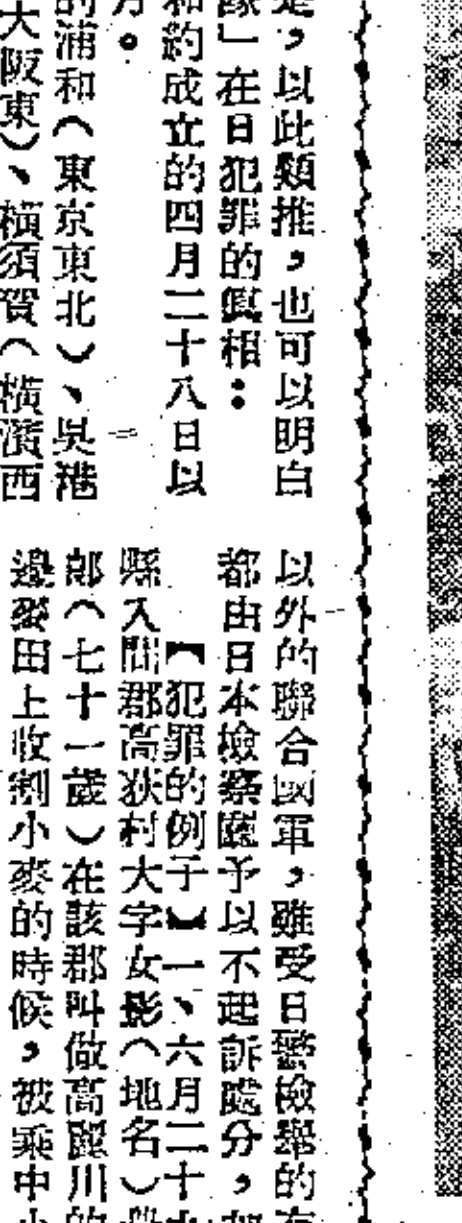 是，以此類推，也可以明白
」在日犯罪的眞相：
和約成立的四月二十八日以
月。
的浦和（東京東北）、吳港
大阪東）、橫須賀（橫濱西
以外的聯合國軍，雖受日警檢舉的
都由日本檢察廳予以不起訴處分，
【犯罪的例子】一、六月二十
縣入間郡高荻村大字女影（地名）
郎（七十一歲）在該郡叫做高麗川的
邊麥田上收割小麥的時候，被乘中